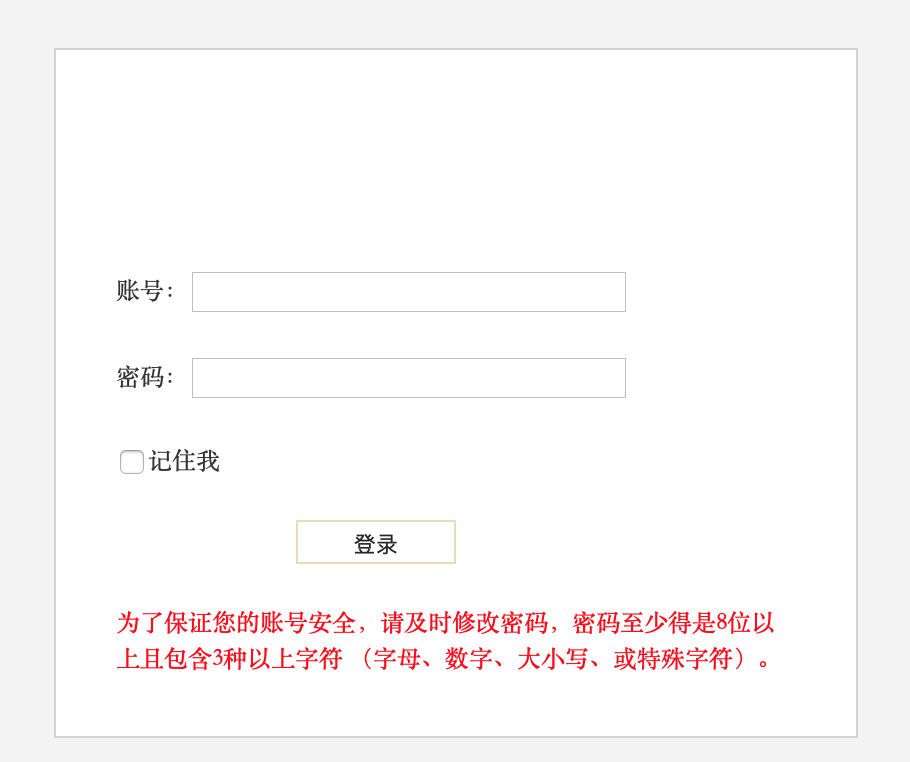 账号：
密码：
记住我
登录
为了保证您的账号安全，请及时修改密码，密码至少得是8位以
上且包含3种以上字符 （字母、数字、大小写、或特殊字符）。